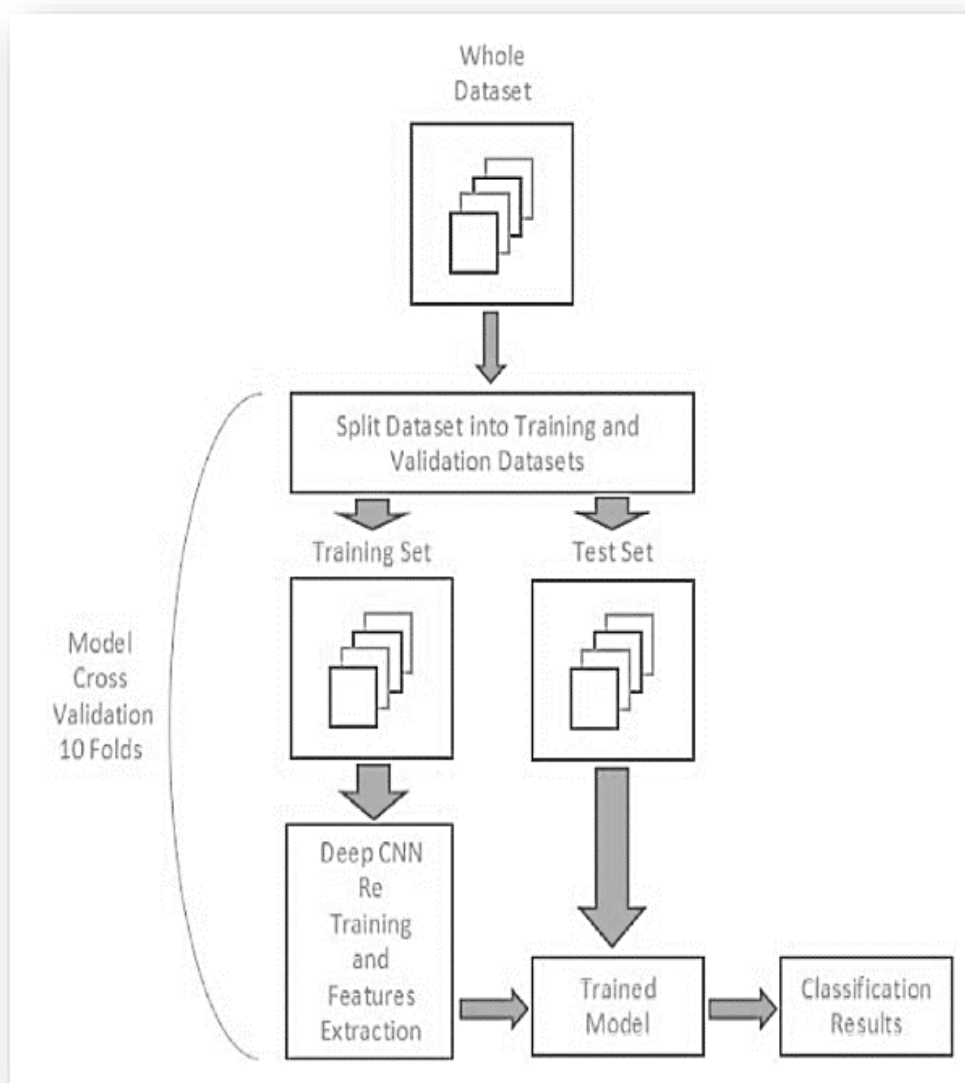 Whole
Dataset
Split Dataset into Training and
Validation Datasets
Training Set
Test Set
Model
Cross
Validation
10 Folds
Deep CNN
Re
Training
and
Features
Extraction
Trained
Model
Classification
Results